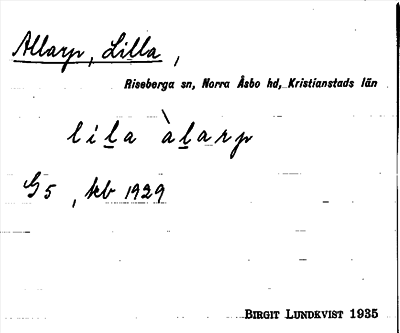 Allarp, Lilla,
Riseberga sn, Norra Åsbo hd, Kristianstads län
lila àlarp
G5, kb 1929
BIRGIT LUNDKVIST 1935